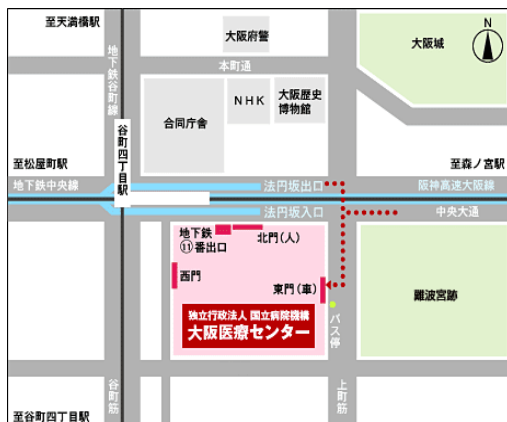 至天満橋駅
大阪府警
大阪城
N
地下鉄谷町線
本町通
NHK
大阪歴史
博物館
合同庁舎
谷町四丁目駅
至松屋町駅
至森ノ宮駅
地下鉄中央線
法円坂出口
阪神高速大阪線
法円坂入口
中央大通
地下鉄
⑪番出口
北門(人)
西門
東門(車)
難波宮跡
独立行政法人 国立病院機構
大阪医療センター
バス停
谷町筋
上町筋
至谷町四丁目駅